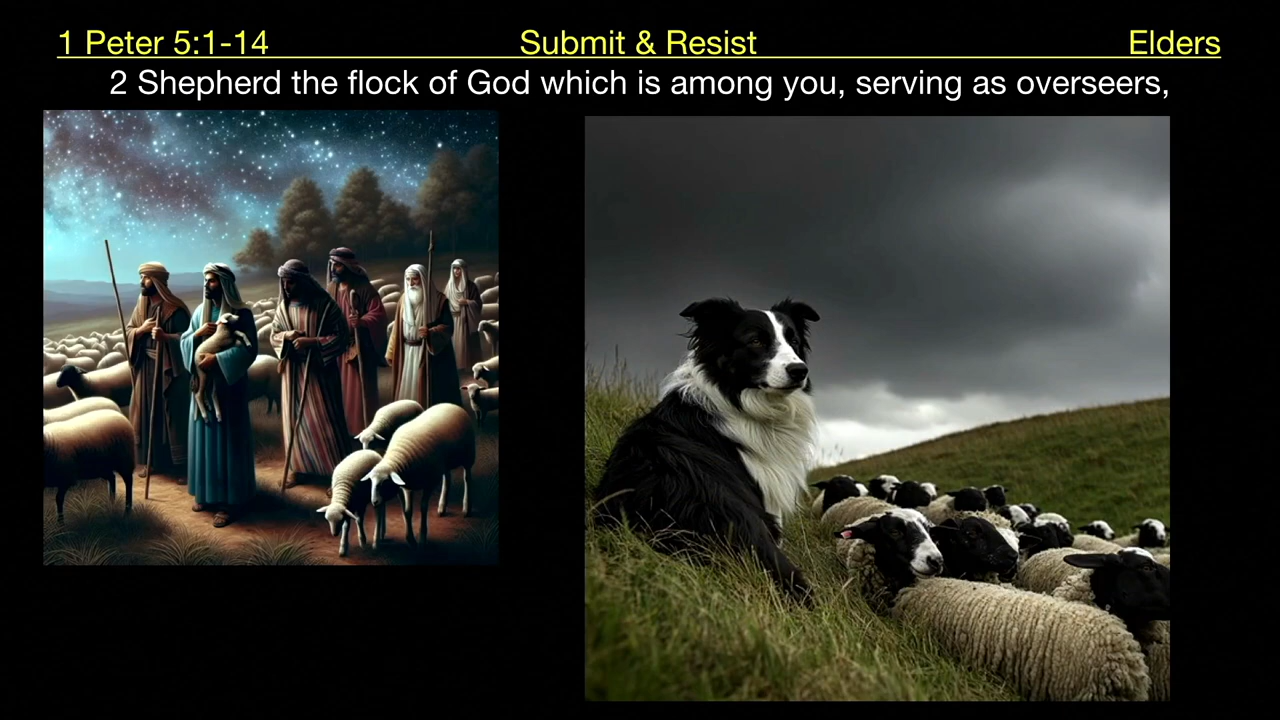 1 Peter 5:1-14 Submit & Resist Elders
2 Shepherd the flock of God which is among you, serving as overseers,